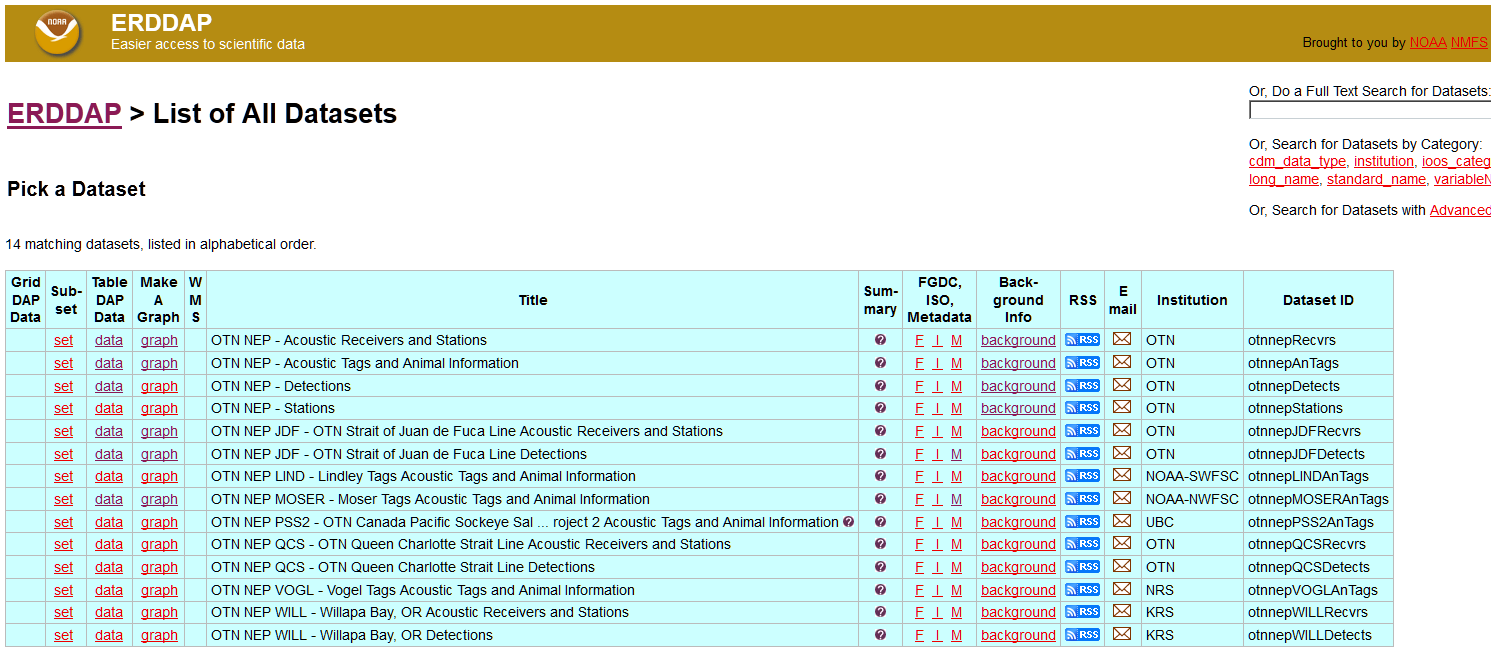 NOAA
ERDDAP
Easier access to scientific data
Brought to you by NOAA NMFS
ERDDAP > List of All Datasets
Or, Do a Full Text Search for Datasets:
Or, Search for Datasets by Category:
cdm_data_type, institution, ioos_categ
long_name, standard_name, variableN
Pick a Dataset
Or, Search for Datasets with Advanced
14 matching datasets, listed in alphabetical order.
Grid DAP Data Sub-set Table DAP Data Make A Graph W M S Title Sum-mary FGDC, ISO, Metadata Back-ground Info RSS E mail Institution Dataset ID
set data graph OTN NEP - Acoustic Receivers and Stations ? F I M background RSS OTN otnnepRecvrs
set data graph OTN NEP - Acoustic Tags and Animal Information ? F I M background RSS OTN otnnepAnTags
set data graph OTN NEP - Detections ? F I M background RSS OTN otnnepDetects
set data graph OTN NEP - Stations ? F I M background RSS OTN otnnepStations
set data graph OTN NEP JDF - OTN Strait of Juan de Fuca Line Acoustic Receivers and Stations ? F I M background RSS OTN otnnepJDFRecvrs
set data graph OTN NEP JDF - OTN Strait of Juan de Fuca Line Detections ? F I M background RSS OTN otnnepJDFDetects
set data graph OTN NEP LIND - Lindley Tags Acoustic Tags and Animal Information ? F I M background RSS NOAA-SWFSC otnnepLINDAnTags
set data graph OTN NEP MOSER - Moser Tags Acoustic Tags and Animal Information ? F I M background RSS NOAA-NWFSC otnnepMOSERAnTags
set data graph OTN NEP PSS2 - OTN Canada Pacific Sockeye Sal ... roject 2 Acoustic Tags and Animal Information ? ? F I M background RSS UBC otnnepPSS2AnTags
set data graph OTN NEP QCS - OTN Queen Charlotte Strait Line Acoustic Receivers and Stations ? F I M background RSS OTN otnnepQCSRecvrs
set data graph OTN NEP QCS - OTN Queen Charlotte Strait Line Detections ? F I M background RSS OTN otnnepQCSDetects
set data graph OTN NEP VOGL - Vogel Tags Acoustic Tags and Animal Information ? F I M background RSS NRS otnnepVOGLAnTags
set data graph OTN NEP WILL - Willapa Bay, OR Acoustic Receivers and Stations ? F I M background RSS KRS otnnepWILLRecvrs
set data graph OTN NEP WILL - Willapa Bay, OR Detections ? F I M background RSS KRS otnnepWILLDetects